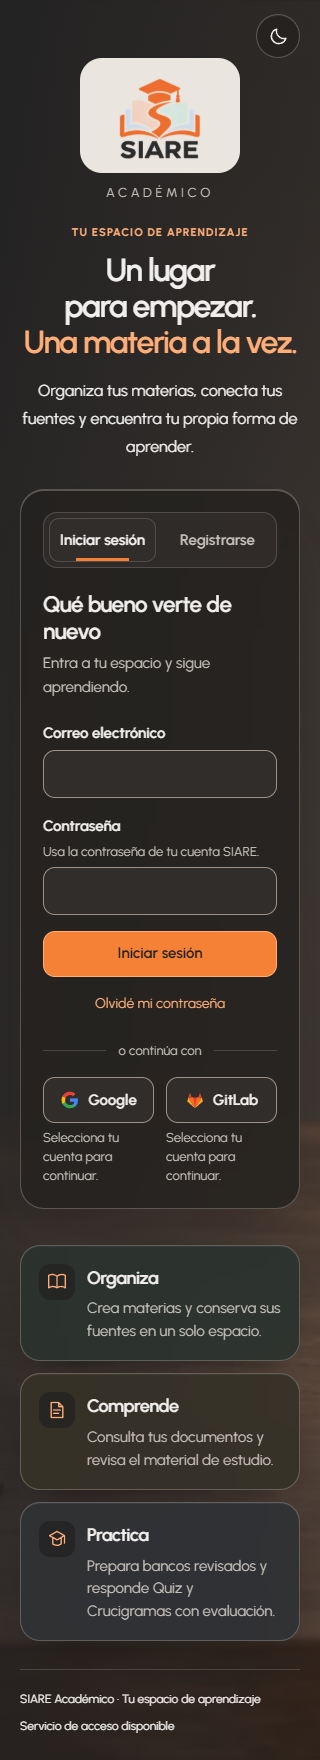 SIARE
ACADÉMICO
TU ESPACIO DE APRENDIZAJE
Un lugar
para empezar.
Una materia a la vez.
Organiza tus materias, conecta tus
fuentes y encuentra tu propia forma de
aprender.
Iniciar sesión
Registrarse
Qué bueno verte de
nuevo
Entra a tu espacio y sigue
aprendiendo.
Correo electrónico
Contraseña
Usa la contraseña de tu cuenta SIARE.
Iniciar sesión
Olvidé mi contraseña
o continúa con
Google
GitLab
Selecciona tu
cuenta para
continuar.
Selecciona tu
cuenta para
continuar.
Organiza
Crea materias y conserva sus
fuentes en un solo espacio.
Comprende
Consulta tus documentos y
revisa el material de estudio.
Practica
Prepara bancos revisados y
responde Quiz y
Crucigramas con evaluación.
SIARE Académico · Tu espacio de aprendizaje
Servicio de acceso disponible